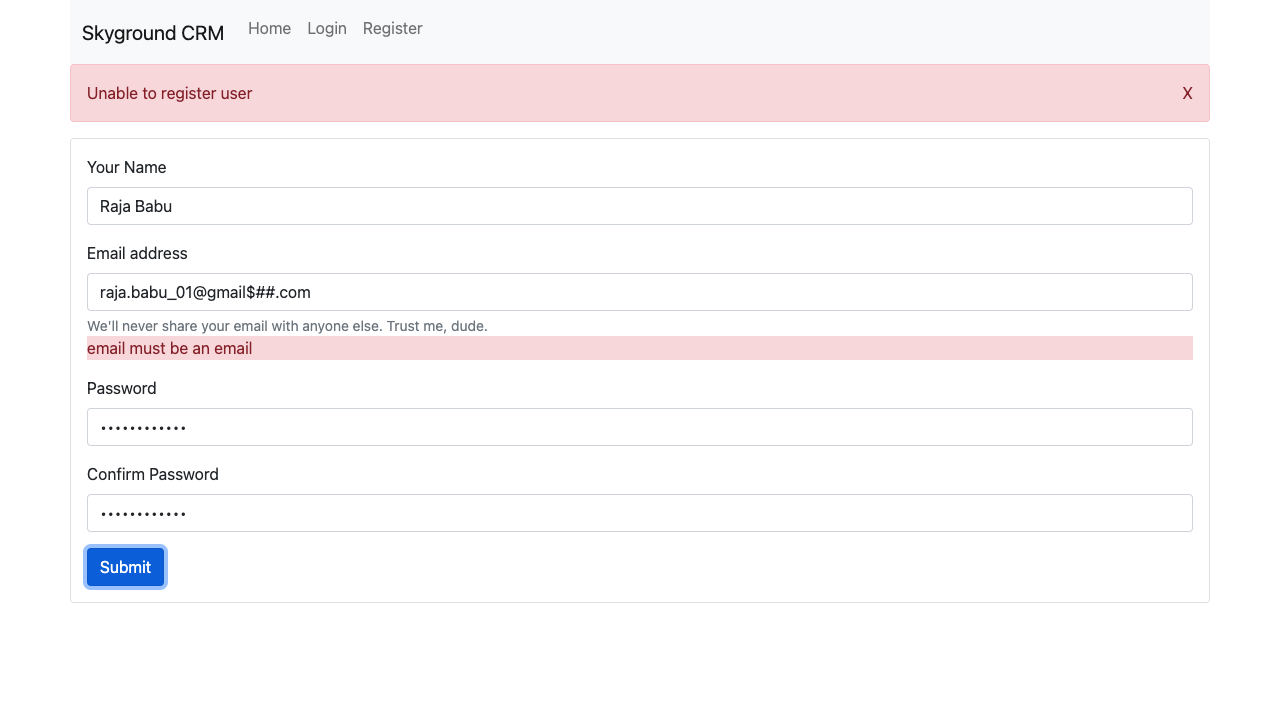 Skyground CRM Home Login Register
Unable to register user X
Your Name
Raja Babu
Email address
raja.babu_01@gmail$##.com
We'll never share your email with anyone else. Trust me, dude.
email must be an email
Password
••••••••••••
Confirm Password
••••••••••••
Submit